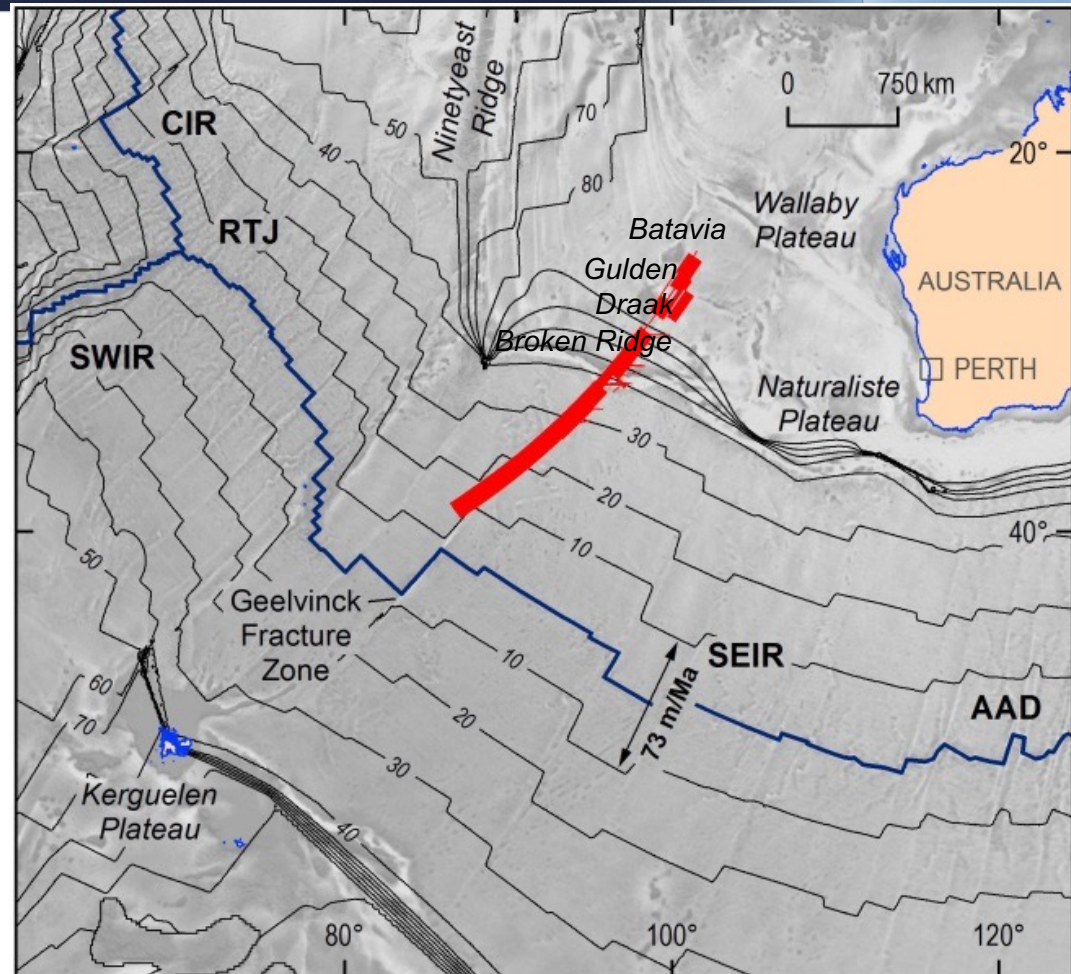 Ninetyeast
Ridge
0
750 km
CIR
50
40
70
80
20°
RTJ
Wallaby
Plateau
Batavia
Gulden
Draak
Broken Ridge
AUSTRALIA
PERTH
SWIR
Naturaliste
Plateau
30
20
10
40°
50
Geelvinck
Fracture
Zone
10
SEIR
73 m/Ma
AAD
60
70
20
30
Kerguelen
Plateau
40
80°
100°
120°